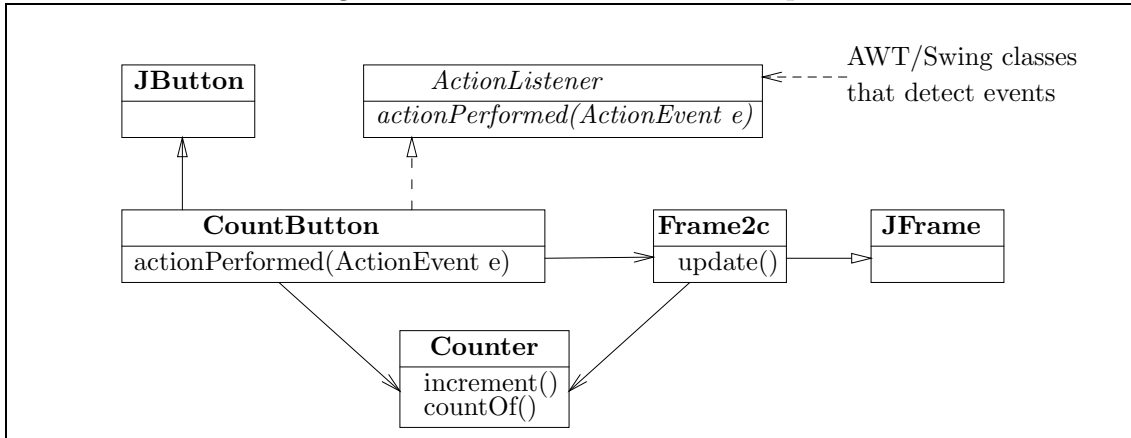 JButton
ActionListener
actionPerformed(ActionEvent e)
AWT/Swing classes
that detect events
CountButton
actionPerformed(ActionEvent e)
Frame2c
update()
JFrame
Counter
increment()
countOf()